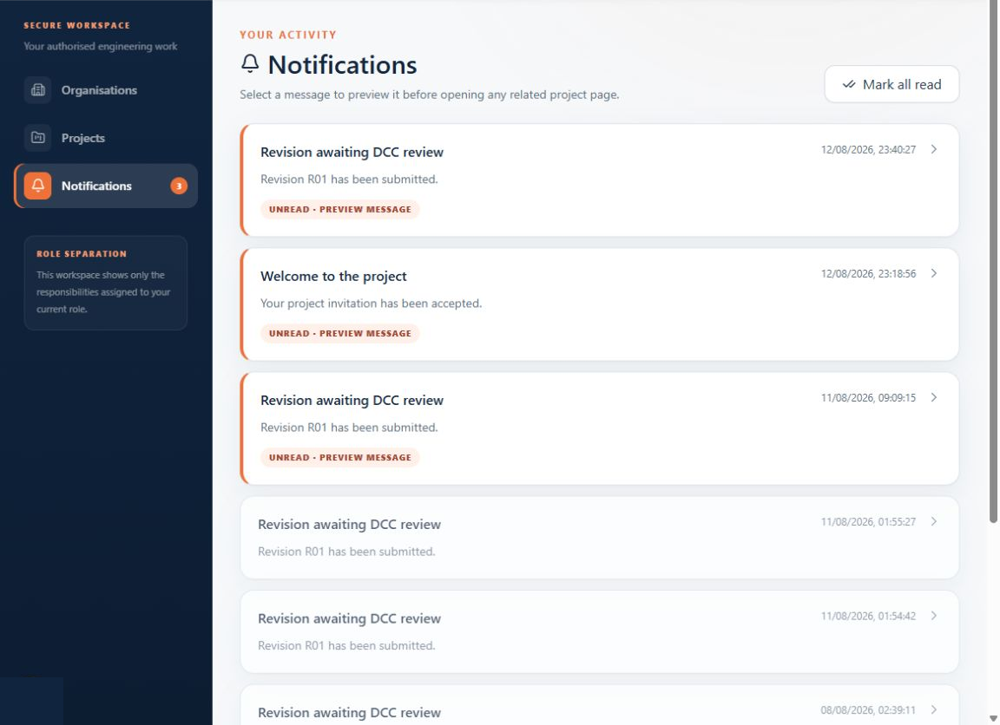 SECURE WORKSPACE
Your authorised engineering work
Organisations
Projects
Notifications
3
ROLE SEPARATION
This workspace shows only the
responsibilities assigned to your
current role.
YOUR ACTIVITY
Notifications
Select a message to preview it before opening any related project page.
Mark all read
Revision awaiting DCC review
12/08/2026, 23:40:27
Revision R01 has been submitted.
UNREAD · PREVIEW MESSAGE
Welcome to the project
12/08/2026, 23:18:56
Your project invitation has been accepted.
UNREAD · PREVIEW MESSAGE
Revision awaiting DCC review
11/08/2026, 09:09:15
Revision R01 has been submitted.
UNREAD · PREVIEW MESSAGE
Revision awaiting DCC review
11/08/2026, 01:55:27
Revision R01 has been submitted.
Revision awaiting DCC review
11/08/2026, 01:54:42
Revision R01 has been submitted.
Revision awaiting DCC review
08/08/2026, 02:39:11